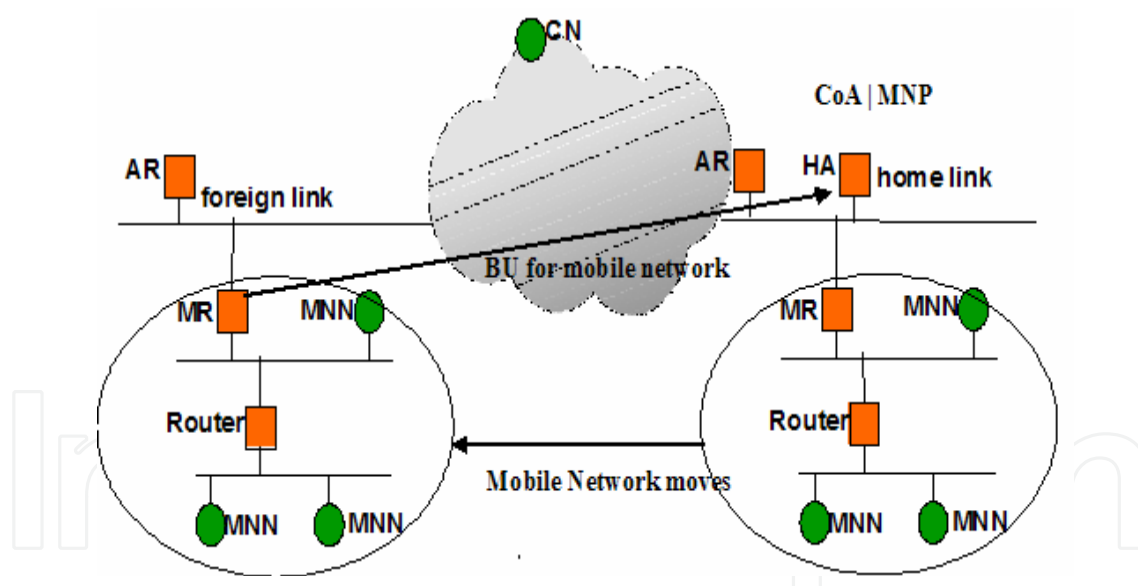 CN
CoA | MNP
AR
foreign link
AR
HA
home link
BU for mobile network
MR
MNN
MR
MNN
Router
Router
Mobile Network moves
MNN
MNN
MNN
MNN